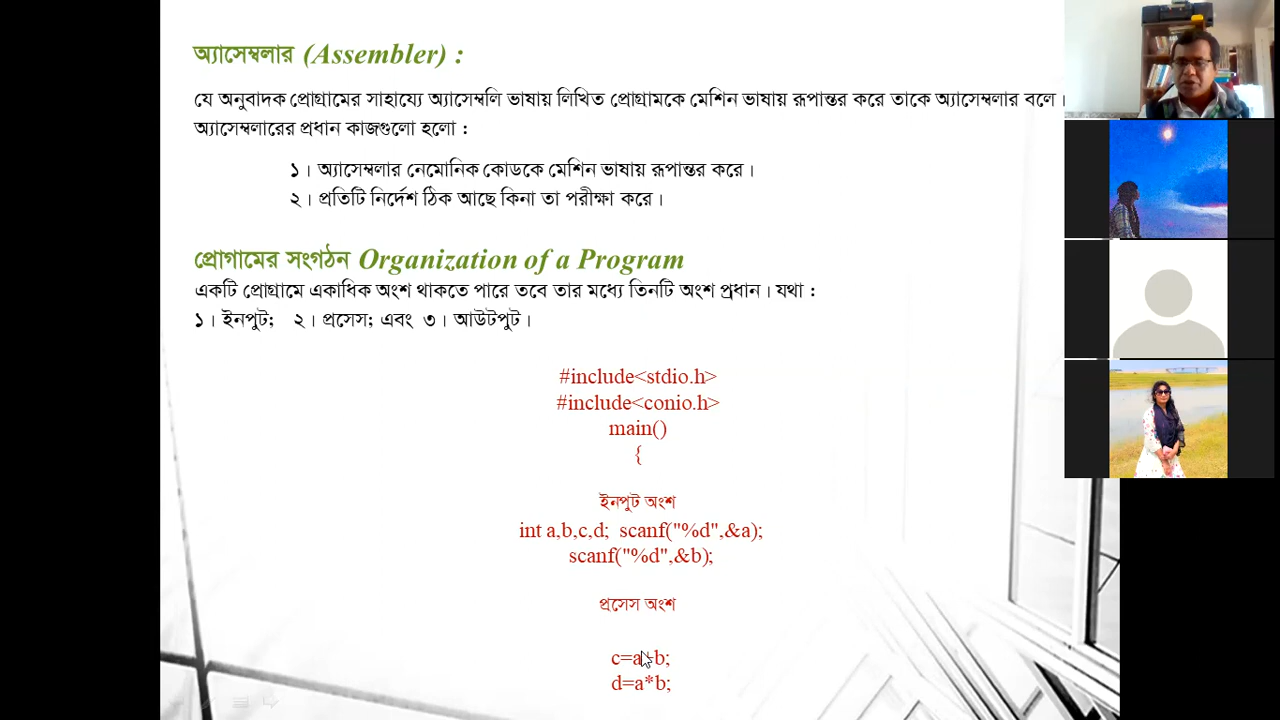 অ্যাসেম্বলার (Assembler) :
যে অনুবাদক প্রোগ্রামের সাহায্যে অ্যাসেম্বলি ভাষায় লিখিত প্রোগ্রামকে মেশিন ভাষায় রূপান্তর করে তাকে অ্যাসেম্বলার বলে।
অ্যাসেম্বলারের প্রধান কাজগুলো হলো :
১। অ্যাসেম্বলার নেমোনিক কোডকে মেশিন ভাষায় রূপান্তর করে।
২। প্রতিটি নির্দেশ ঠিক আছে কিনা তা পরীক্ষা করে।
প্রোগামের সংগঠন Organization of a Program
একটি প্রোগ্রামে একাধিক অংশ থাকতে পারে তবে তার মধ্যে তিনটি অংশ প্রধান। যথা :
১। ইনপুট; ২। প্রসেস; এবং ৩। আউটপুট।
#include<stdio.h>
#include<conio.h>
main()
{
ইনপুট অংশ
int a,b,c,d; scanf("%d",&a);
scanf("%d",&b);
প্রসেস অংশ
c=a b;
d=a*b;